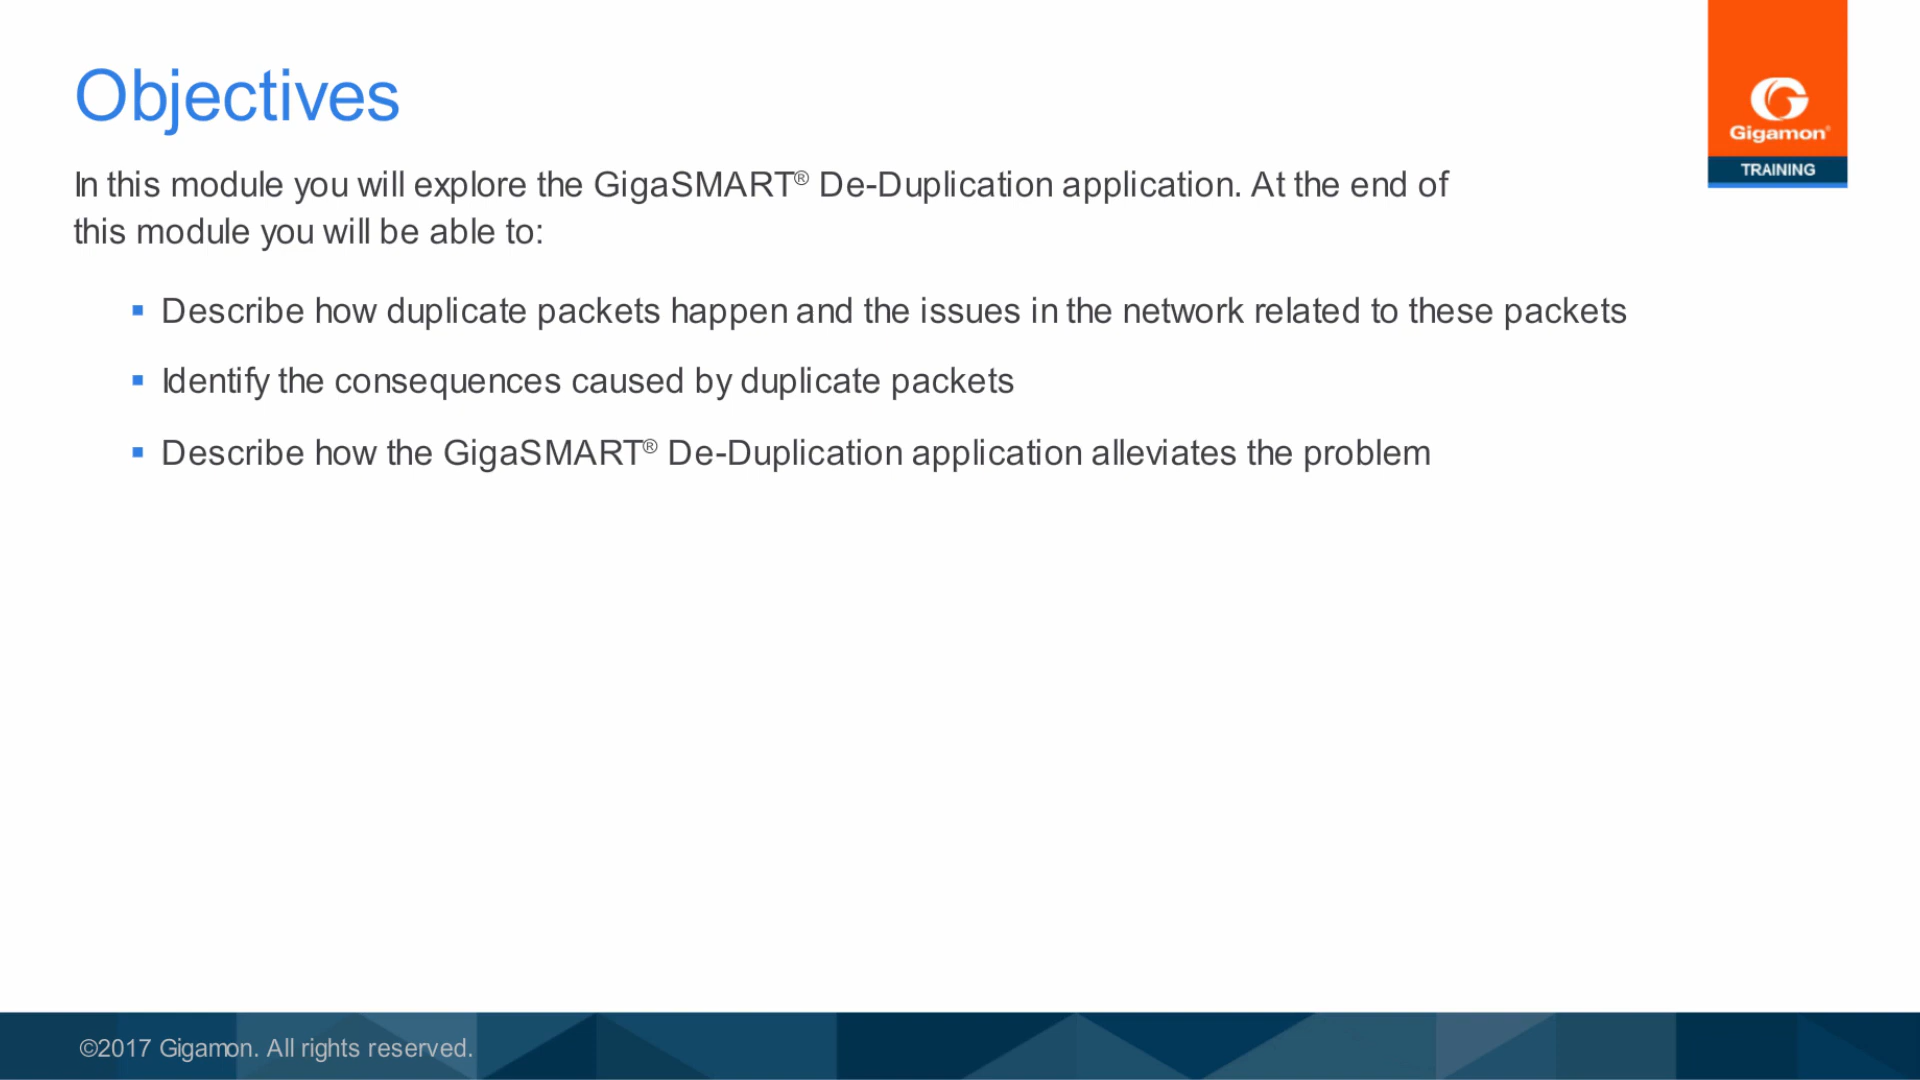 Objectives
Gigamon®
TRAINING
In this module you will explore the GigaSMART® De-Duplication application. At the end of
this module you will be able to:
▪ Describe how duplicate packets happen and the issues in the network related to these packets
▪ Identify the consequences caused by duplicate packets
▪ Describe how the GigaSMART® De-Duplication application alleviates the problem
©2017 Gigamon. All rights reserved.